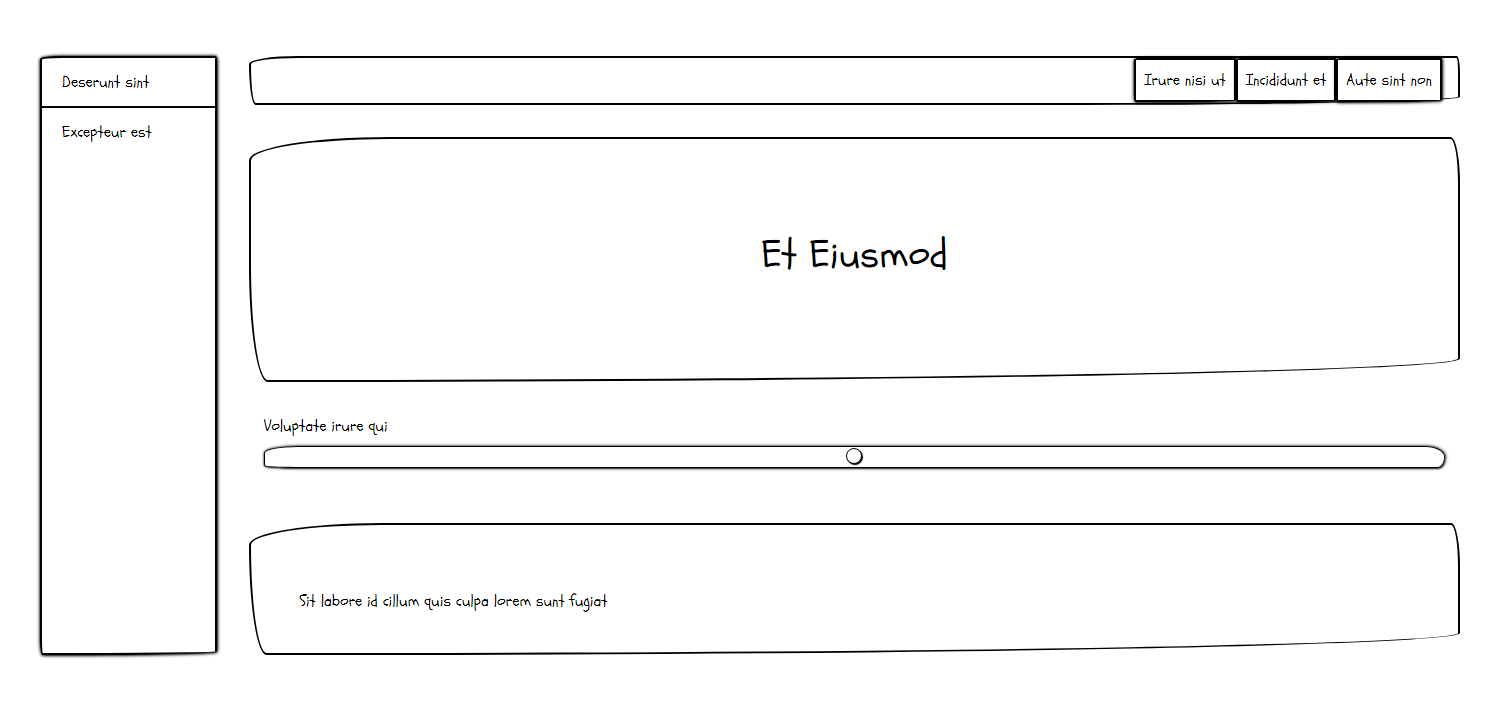 Deserunt sint
Excepteur est
Irure nisi ut
Incididunt et
Aute sint non
Et Eiusmod
Voluptate irure qui
Sit labore id cillum quis culpa lorem sunt fugiat